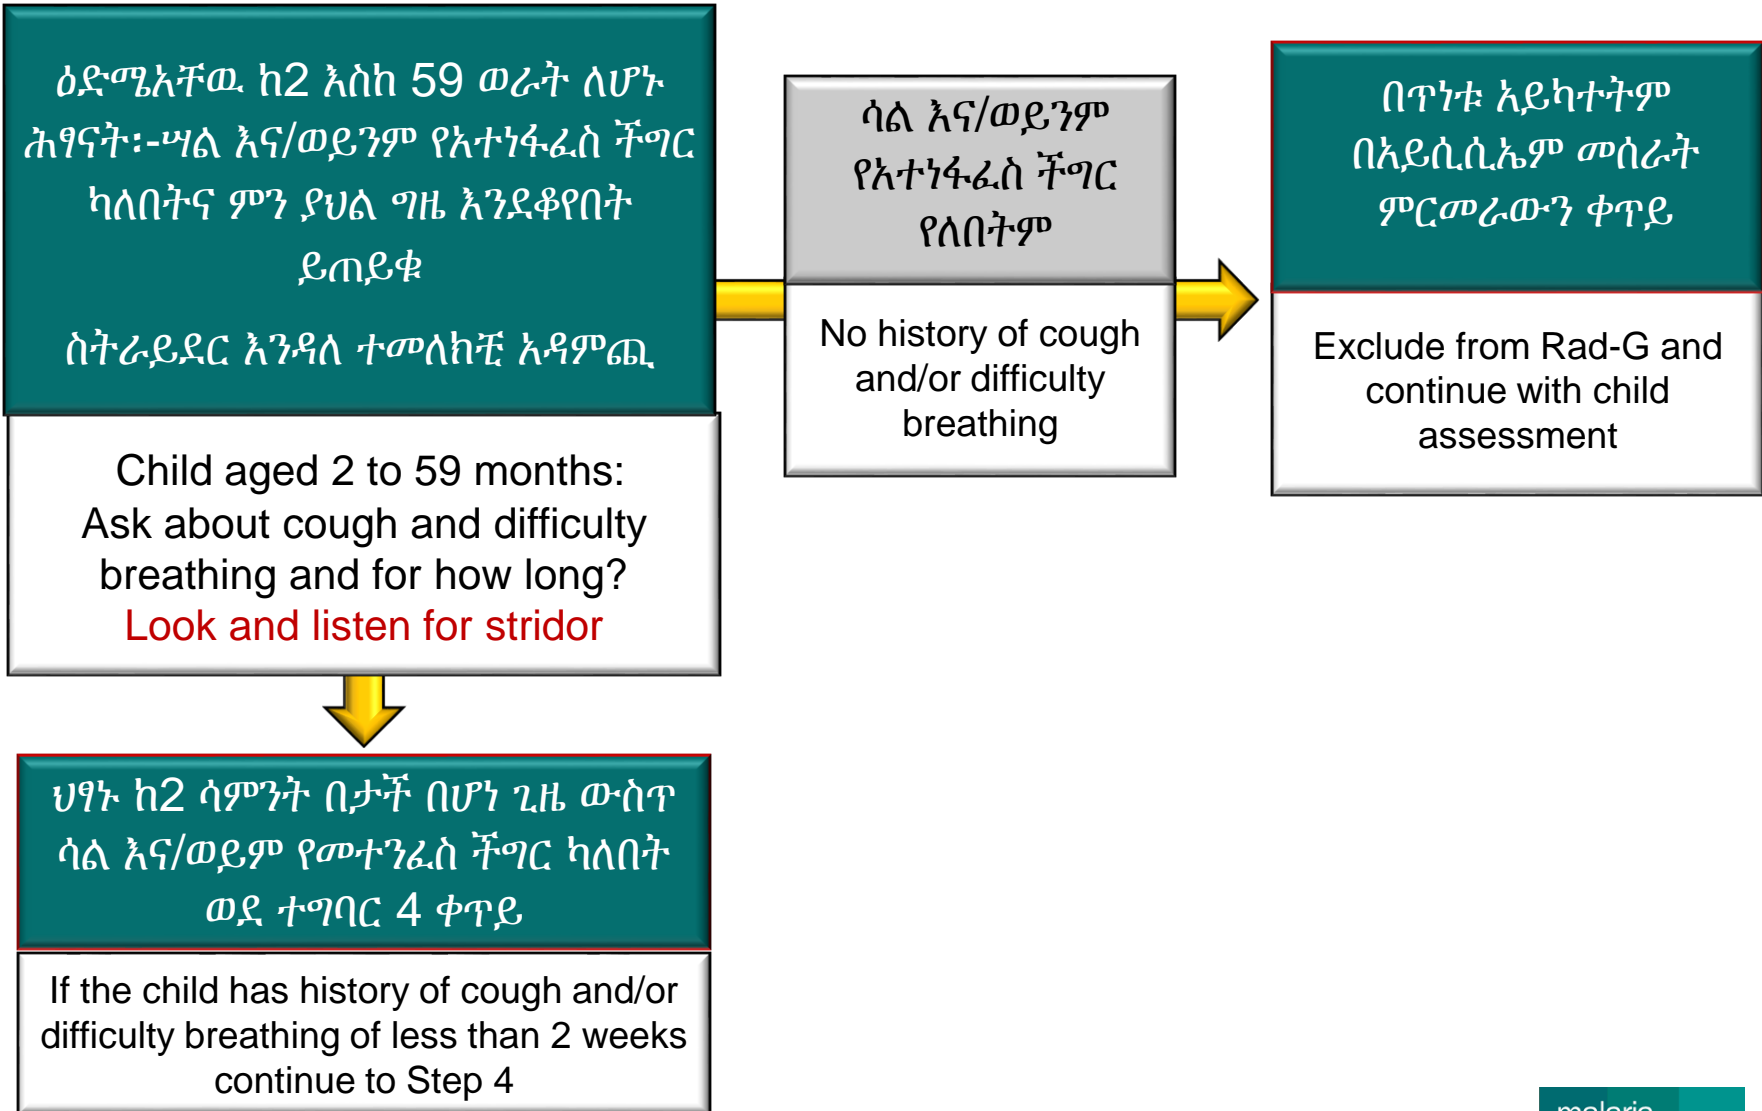 ዕድሜአቸዉ ከ2 እስከ 59 ወራት ለሆኑ
ሕፃናት፡-ሣል እና/ወይንም የአተነፋፈስ ችግር
ካለበትና ምን ያህል ግዜ እንደቆየበት
ይጠይቁ
ስትራይደር እንዳለ ተመለክቺ አዳምጪ
Child aged 2 to 59 months:
Ask about cough and difficulty
breathing and for how long?
Look and listen for stridor
ሳል እና/ወይንም
የአተነፋፈስ ችግር
የለበትም
No history of cough
and/or difficulty
breathing
በጥነቱ አይካተትም
በአይሲሲኤም መሰራት
ምርመራውን ቀጥይ
Exclude from Rad-G and
continue with child
assessment
ህፃኑ ከ2 ሳምንት በታች በሆነ ጊዜ ውስጥ
ሳል እና/ወይም የመተንፈስ ችግር ካለበት
ወደ ተግባር 4 ቀጥይ
If the child has history of cough and/or
difficulty breathing of less than 2 weeks
continue to Step 4
malaria